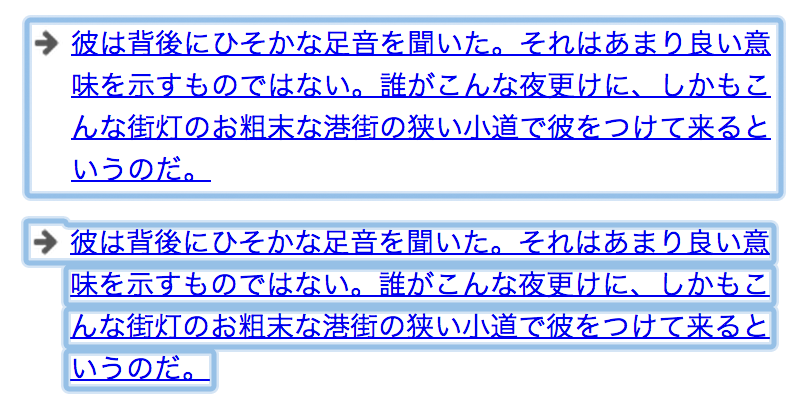 彼は背後にひそかな足音を聞いた。それはあまり良い意
味を示すものではない。誰がこんな夜更けに、しかもこ
んな街灯のお粗末な港街の狭い小道で彼をつけて来ると
いうのだ。
彼は背後にひそかな足音を聞いた。それはあまり良い意
味を示すものではない。誰がこんな夜更けに、しかもこ
んな街灯のお粗末な港街の狭い小道で彼をつけて来ると
いうのだ。